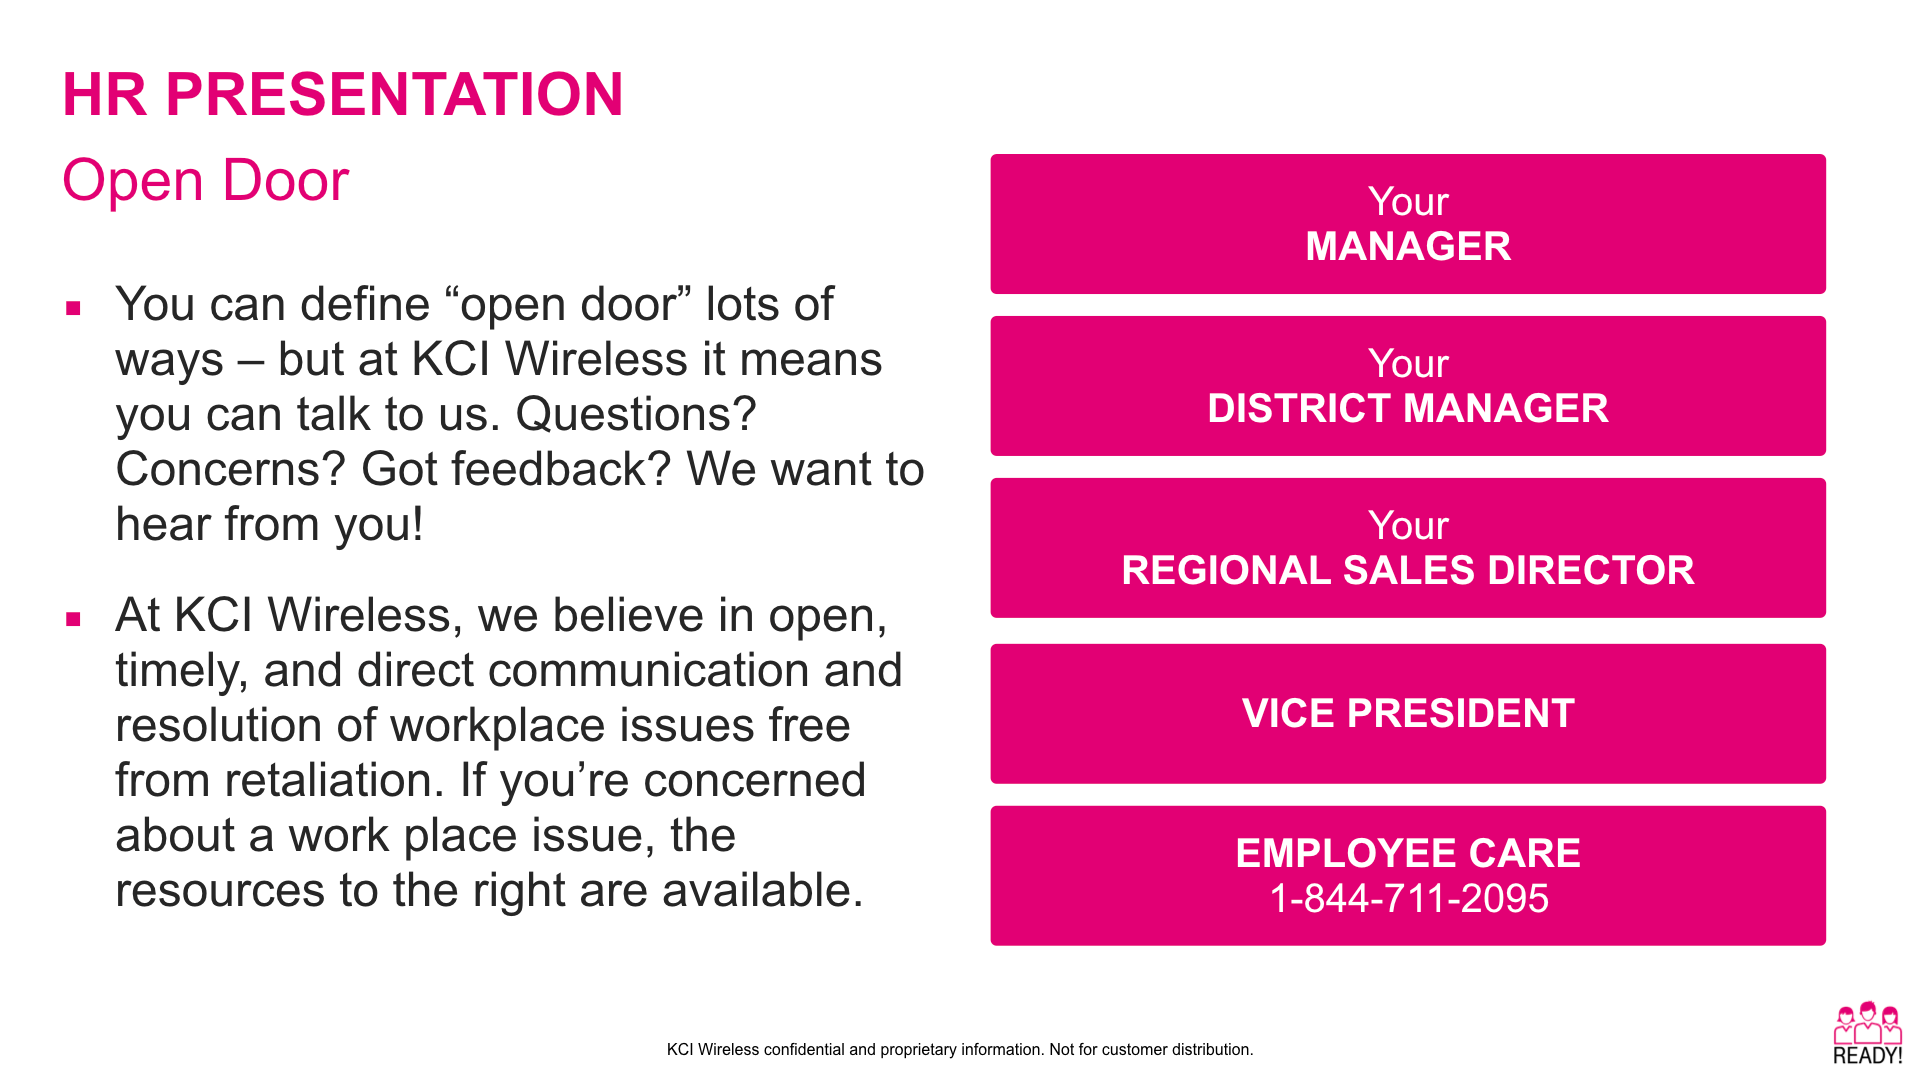 HR PRESENTATION
Open Door
▪ You can define “open door” lots of
ways – but at KCI Wireless it means
you can talk to us. Questions?
Concerns? Got feedback? We want to
hear from you!
▪ At KCI Wireless, we believe in open,
timely, and direct communication and
resolution of workplace issues free
from retaliation. If you’re concerned
about a work place issue, the
resources to the right are available.
Your
MANAGER
Your
DISTRICT MANAGER
Your
REGIONAL SALES DIRECTOR
VICE PRESIDENT
EMPLOYEE CARE
1-844-711-2095
KCI Wireless confidential and proprietary information. Not for customer distribution.
READY!